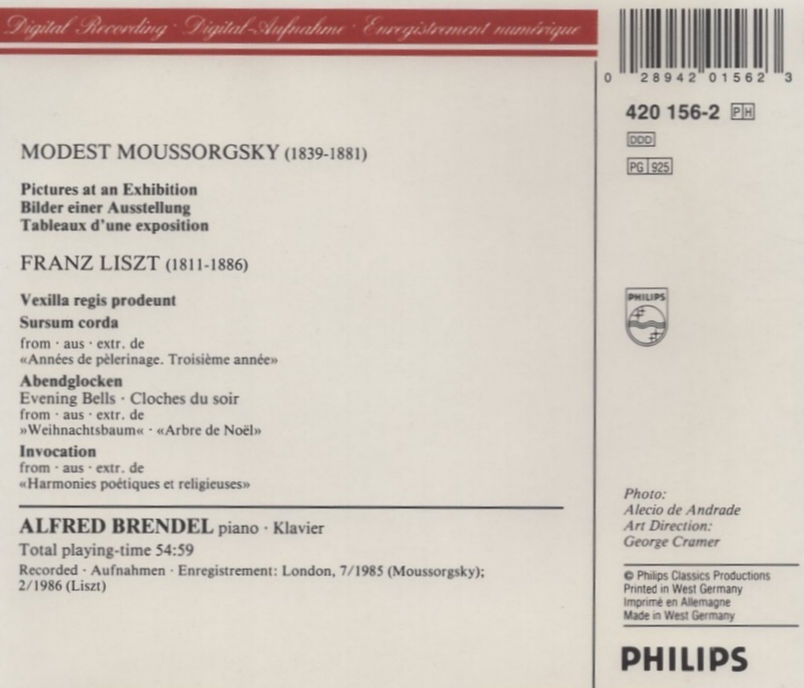 Digital Recording · Digital-Aufnahme · Enregistrement numérique
MODEST MOUSSORGSKY (1839-1881)
Pictures at an Exhibition
Bilder einer Ausstellung
Tableaux d'une exposition
FRANZ LISZT (1811-1886)
Vexilla regis prodeunt
Sursum corda
from · aus · extr. de
«Années de pèlerinage. Troisième année»
Abendglocken
Evening Bells · Cloches du soir
from · aus · extr. de
»Weihnachtsbaum« · «Arbre de Noël»
Invocation
from · aus · extr. de
«Harmonies poétiques et religieuses»
ALFRED BRENDEL piano · Klavier
Total playing-time 54:59
Recorded · Aufnahmen · Enregistrement: London, 7/1985 (Moussorgsky);
2/1986 (Liszt)
0 28942 01562 3
420 156-2 PH
DDD
PG 925
PHILIPS
Photo:
Alecio de Andrade
Art Direction:
George Cramer
© Philips Classics Productions
Printed in West Germany
Imprimé en Allemagne
Made in West Germany
PHILIPS